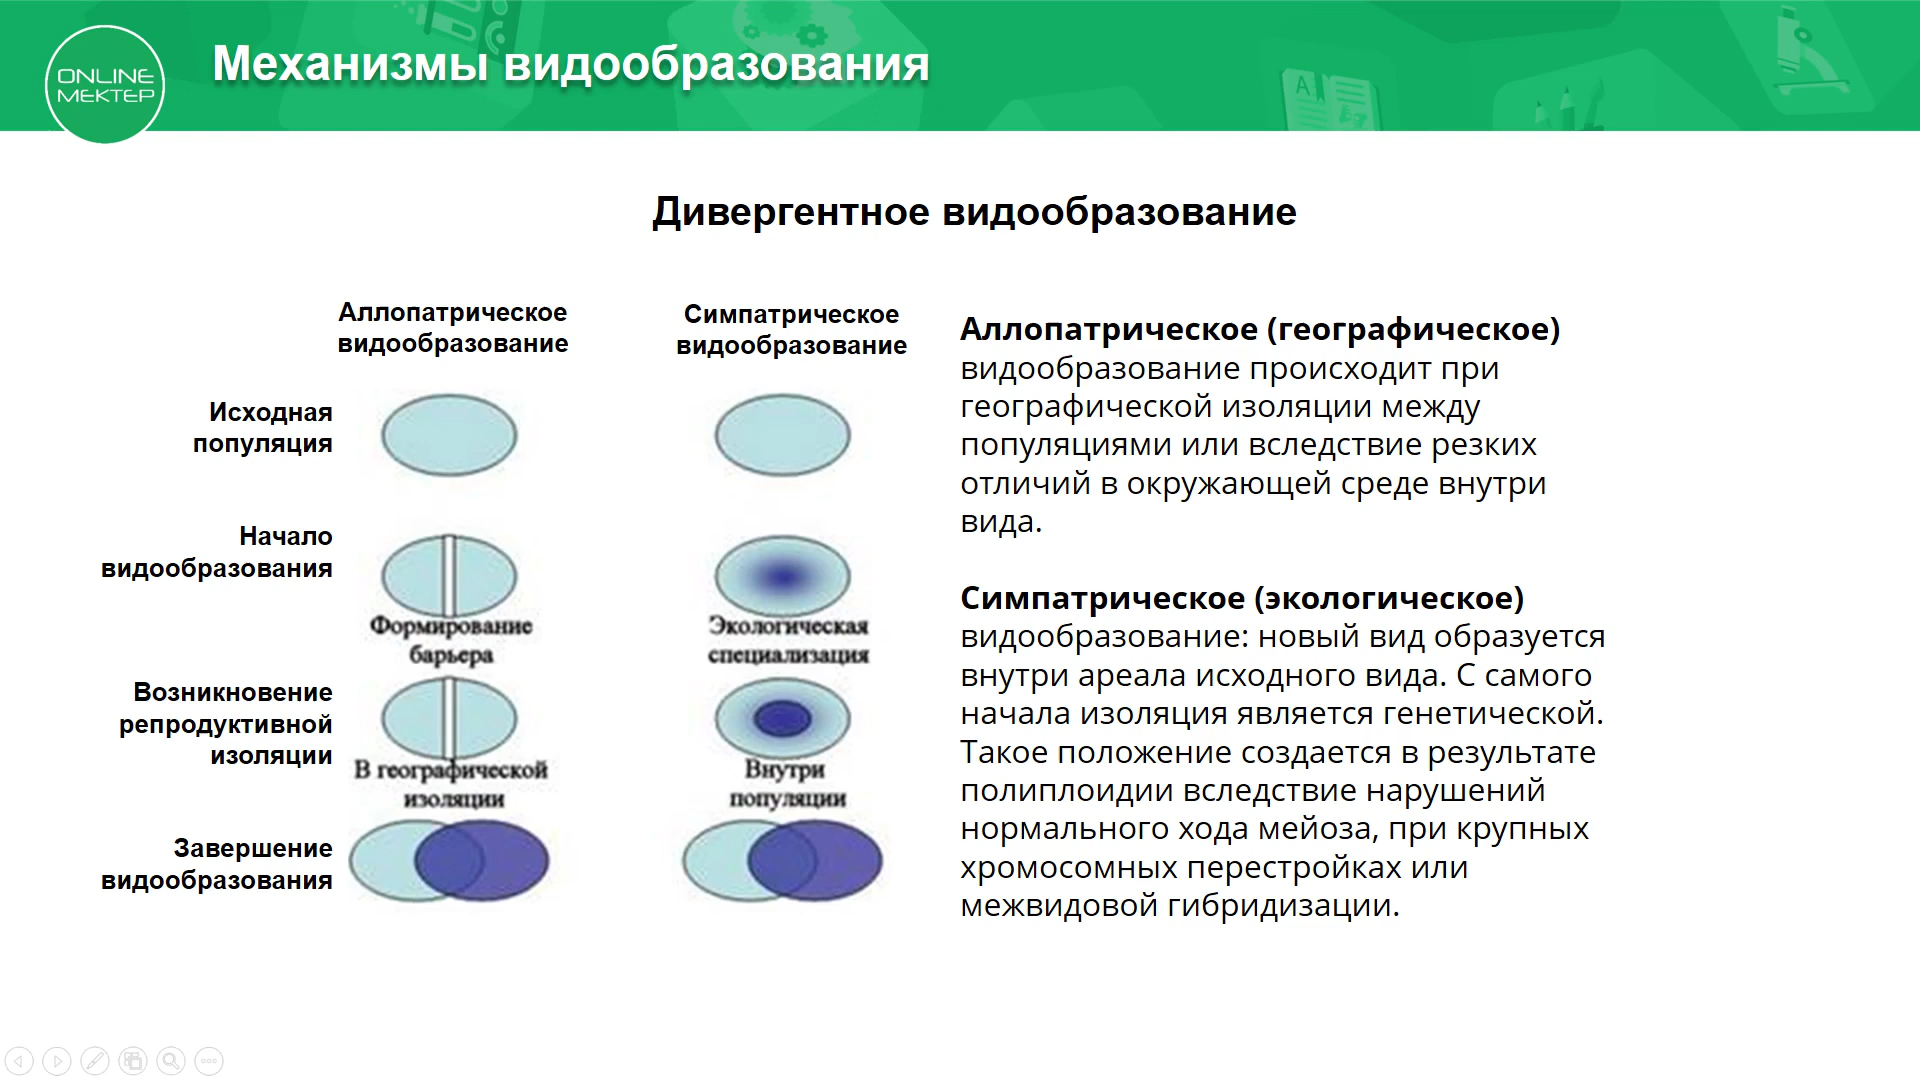 ONLINE
МЕКТЕР
Механизмы видообразования
Дивергентное видообразование
Аллопатрическое
видообразование
Симпатрическое
видообразование
Исходная
популяция
Начало
видообразования
Формирование
барьера
Экологическая
специализация
Возникновение
репродуктивной
изоляции
В географической
изоляции
Внутри
популяции
Завершение
видообразования
Аллопатрическое (географическое)
видообразование происходит при
географической изоляции между
популяциями или вследствие резких
отличий в окружающей среде внутри
вида.
Симпатрическое (экологическое)
видообразование: новый вид образуется
внутри ареала исходного вида. С самого
начала изоляция является генетической.
Такое положение создается в результате
полиплоидии вследствие нарушений
нормального хода мейоза, при крупных
хромосомных перестройках или
межвидовой гибридизации.